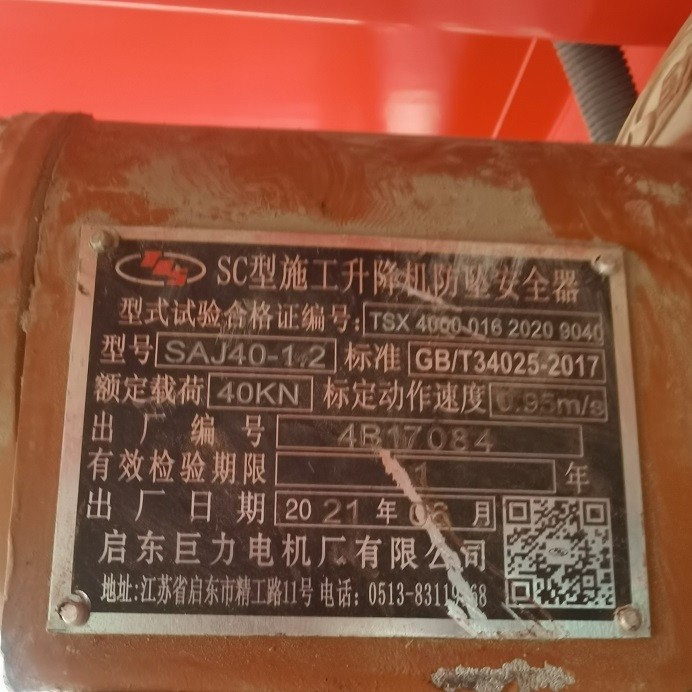 SC型施工升降机防坠安全器
型式试验合格证编号: TSX 4000-016 2020 9040
型号 SAJ40-1.2 标准 GB/T34025-2017
额定载荷 40KN 标定动作速度 0.95m/s
出厂编号 4B17084
有效检验期限 1 年
出厂日期 2021年 月
启东巨力电机厂有限公司
地址:江苏省启东市精工路11号 电话: